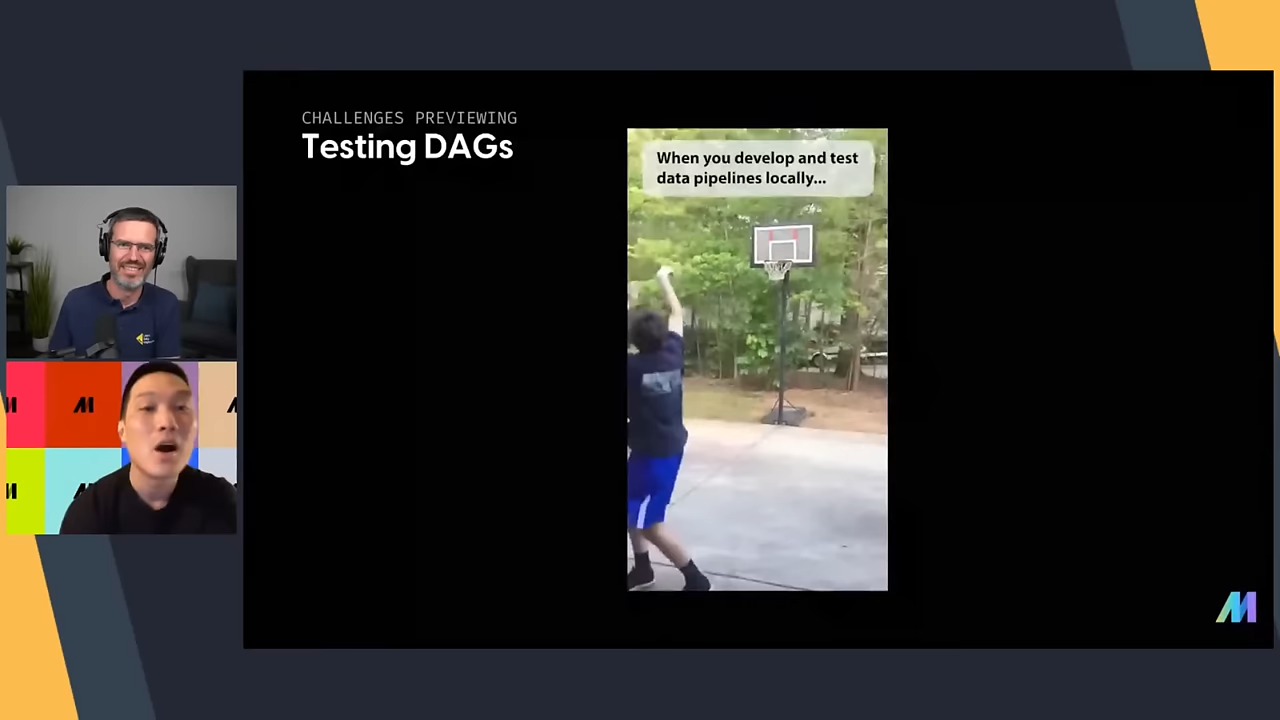 CHALLENGES PREVIEWING
Testing DAGs
When you develop and test
data pipelines locally...